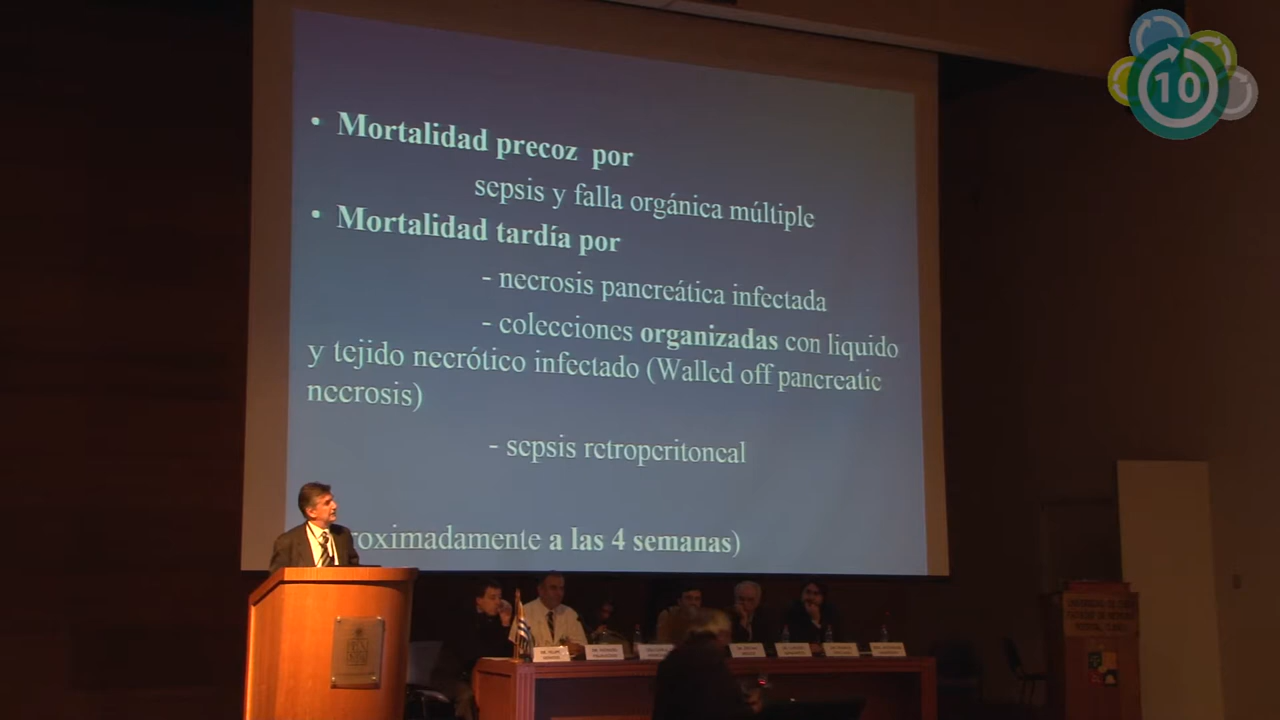 10
• Mortalidad precoz por
sepsis y falla orgánica múltiple
• Mortalidad tardía por
- necrosis pancreática infectada
- colecciones organizadas con liquido
y tejido necrótico infectado (Walled off pancreatic
necrosis)
- sepsis retroperitoneal
roximadamente a las 4 semanas)